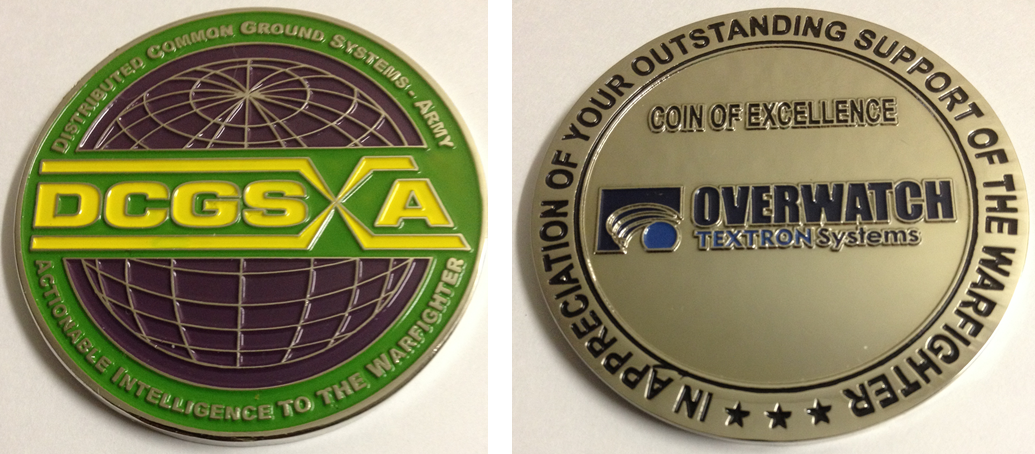 DISTRIBUTED COMMON GROUND SYSTEMS - ARMY
DCGS A
ACTIONABLE INTELLIGENCE TO THE WARFIGHTER
IN APPRECIATION OF YOUR OUTSTANDING SUPPORT OF THE WARFIGHTER
COIN OF EXCELLENCE
OVERWATCH
TEXTRON Systems